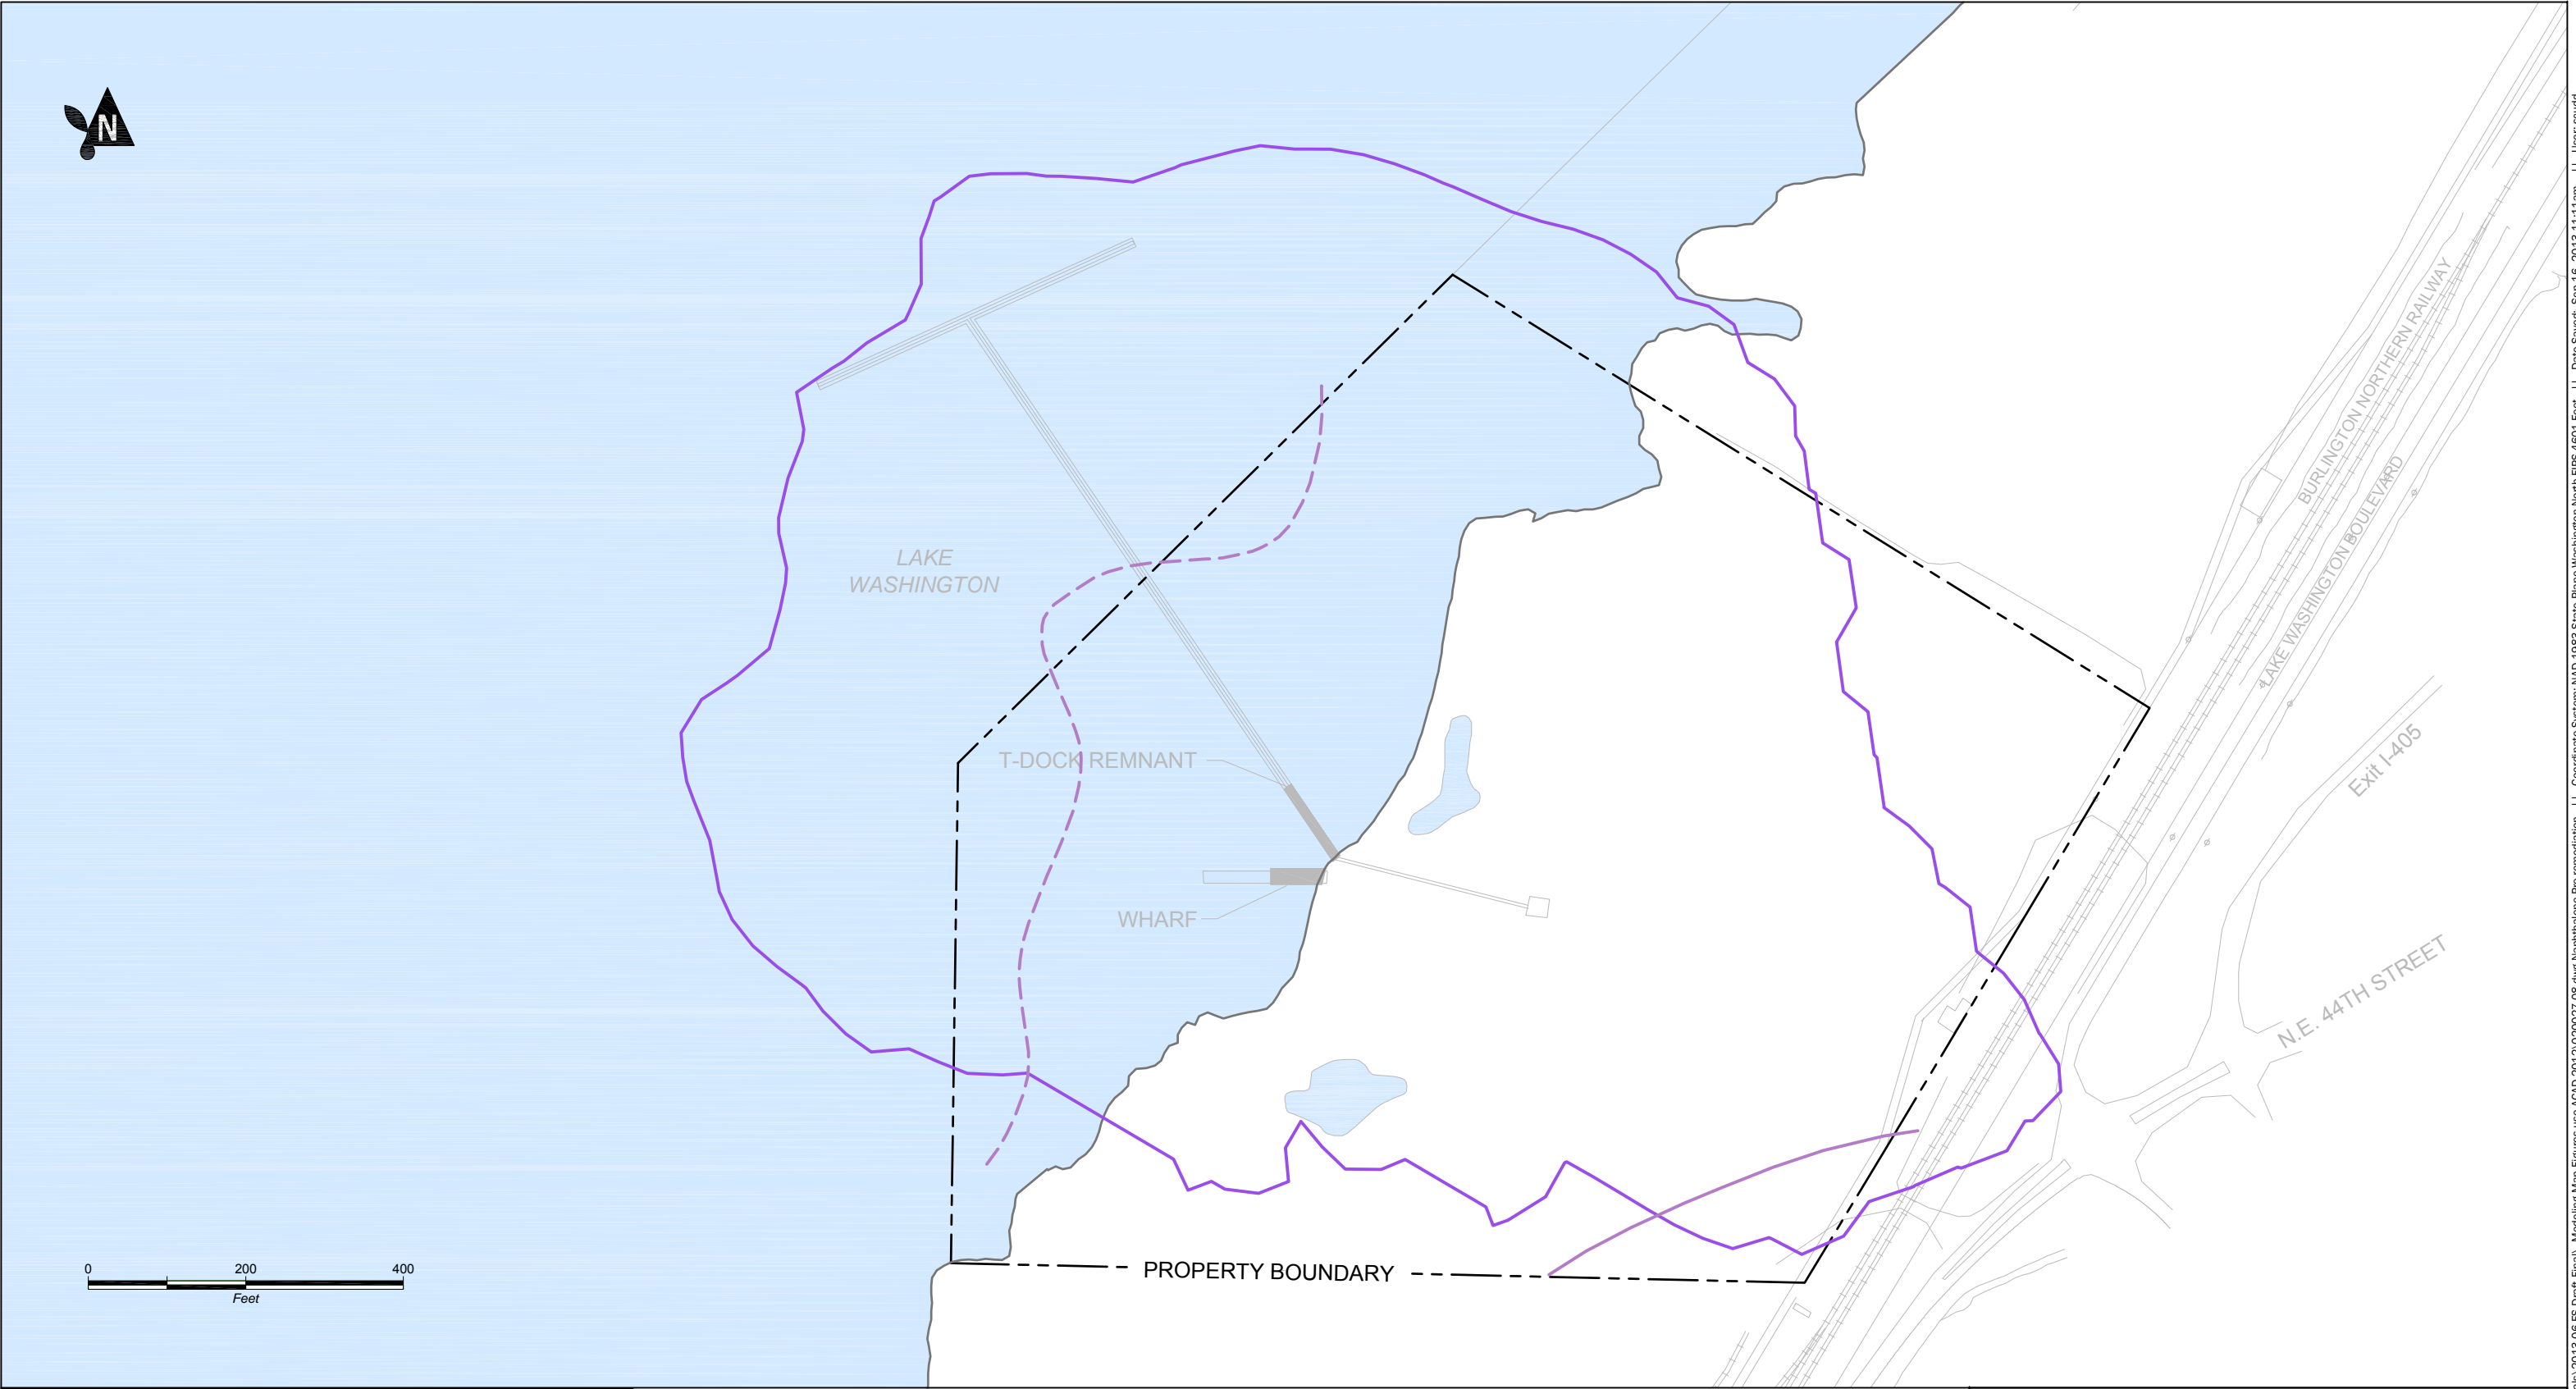 N
BURLINGTON NORTHERN RAILWAY
LAKE WASHINGTON BOULEVARD
LAKE
WASHINGTON
Exit I-405
T-DOCK REMNANT
WHARF
N.E. 44TH STREET
PROPERTY BOUNDARY
0 200 400
Feet